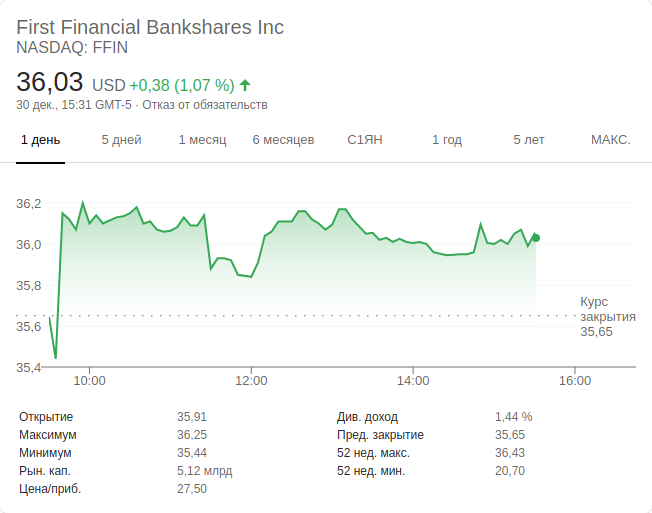 First Financial Bankshares Inc
NASDAQ: FFIN
36,03 USD +0,38 (1,07 %)
30 дек., 15:31 GMT-5 · Отказ от обязательств
1 день 5 дней 1 месяц 6 месяцев С1ЯН 1 год 5 лет МАКС.
36,2
36,0
35,8
35,6
35,4
Курс
закрытия
35,65
10:00 12:00 14:00 16:00
Открытие 35,91 Див. доход 1,44 %
Максимум 36,25 Пред. закрытие 35,65
Минимум 35,44 52 нед. макс. 36,43
Рын. кап. 5,12 млрд 52 нед. мин. 20,70
Цена/приб. 27,50